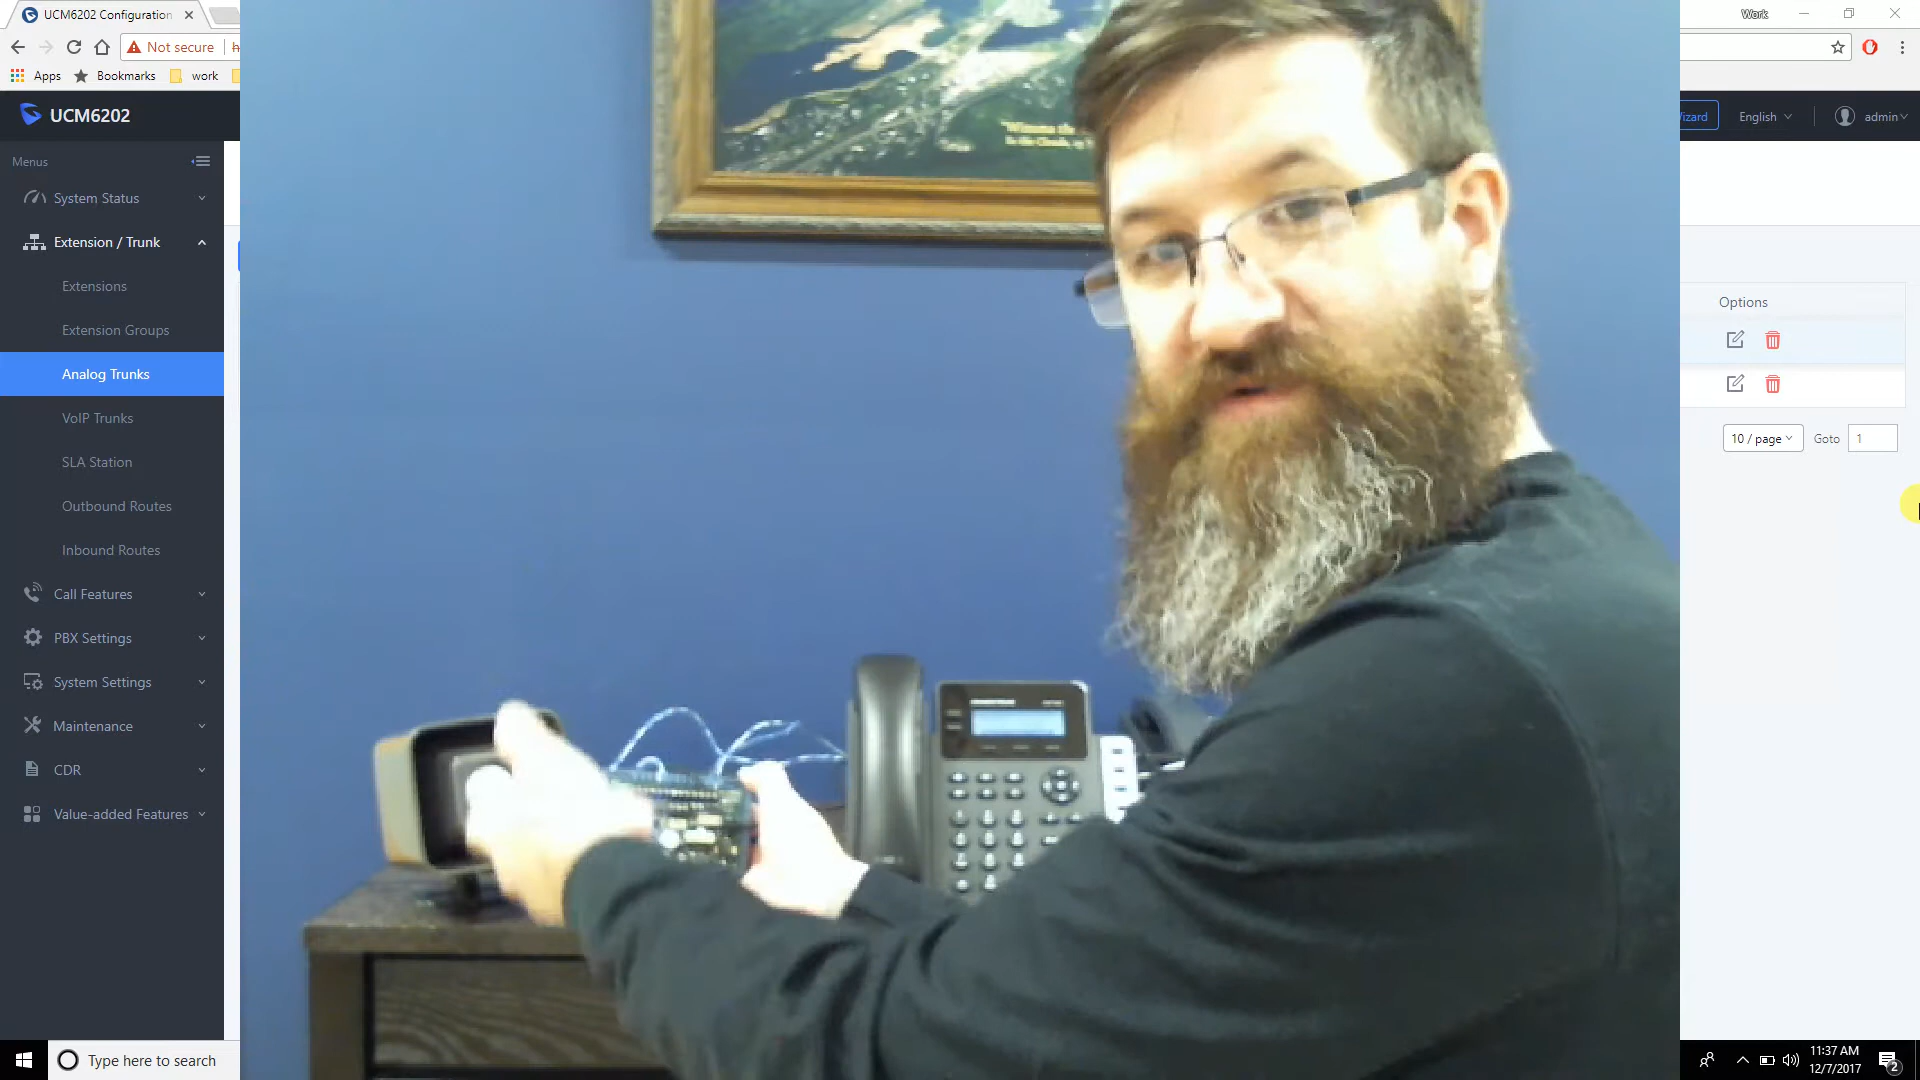 UCM6202 Configuration
Work
Not secure
Apps
Bookmarks
work
UCM6202
English
admin
Menus
System Status
Extension / Trunk
Extensions
Options
Extension Groups
Analog Trunks
VoIP Trunks
10 / page
Goto
1
SLA Station
Outbound Routes
Inbound Routes
Call Features
PBX Settings
System Settings
Maintenance
CDR
Value-added Features
Type here to search
11:37 AM
12/7/2017
2